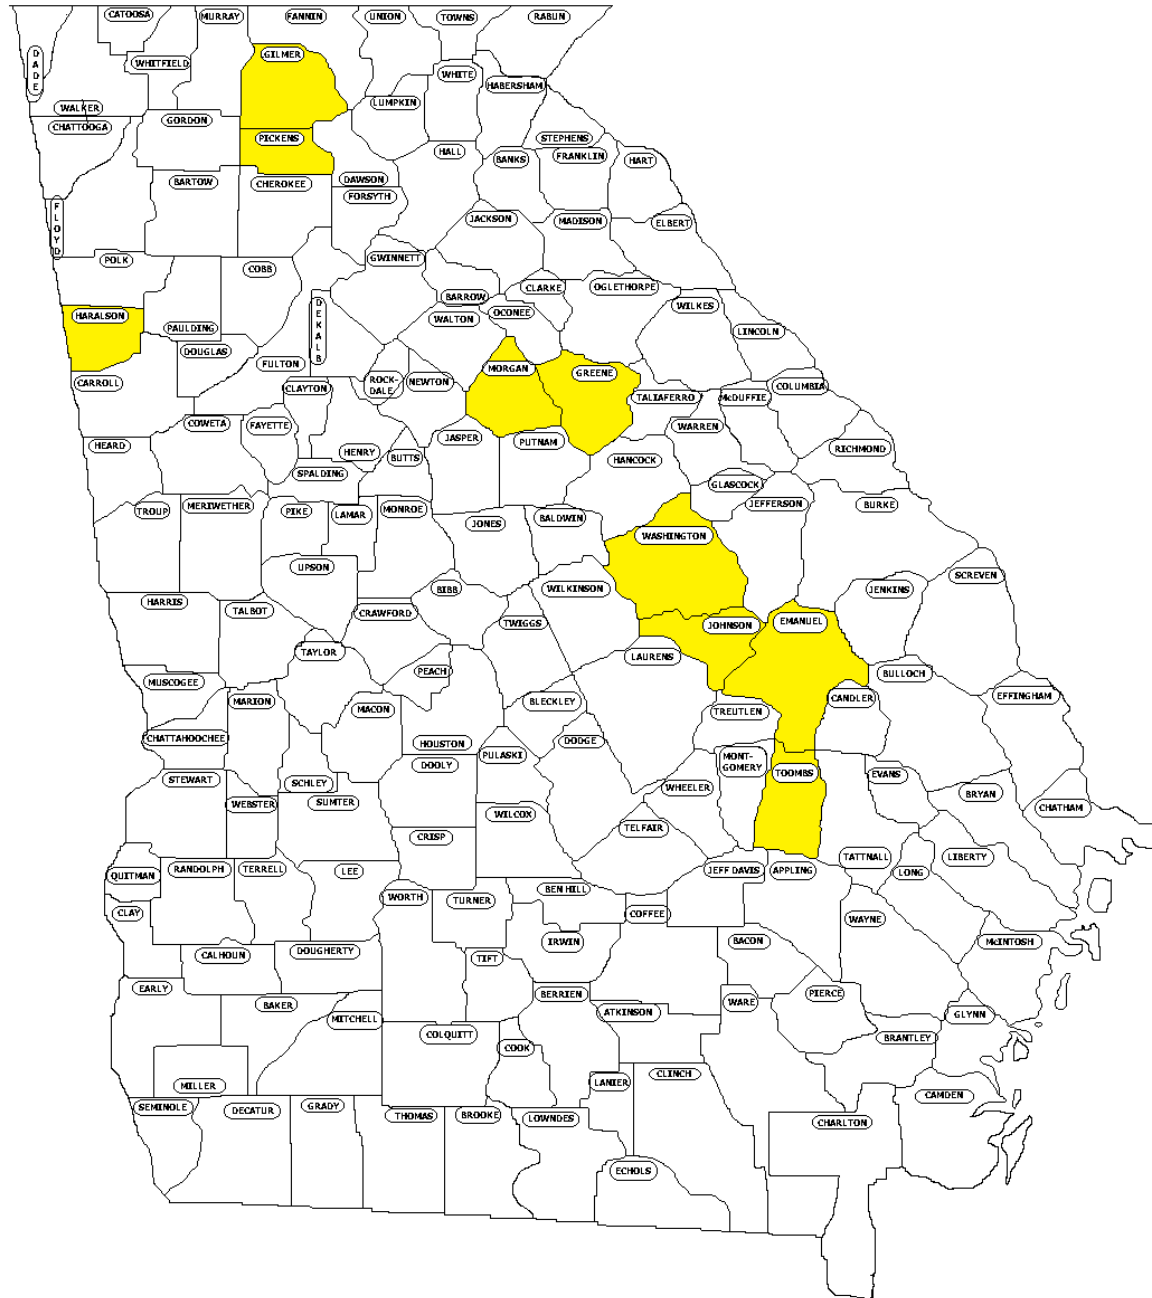 CATOOSA
MURRAY
FANNIN
UNION
TOWNS
RABUN
DADE
WHITFIELD
GILMER
WHITE
HABERSHAM
WALKER
LUMPKIN
CHATTOOGA
GORDON
PICKENS
STEPHENS
HALL
BANKS
FRANKLIN
HART
BARTOW
CHEROKEE
DAWSON
FORSYTH
FLOYD
JACKSON
MADISON
ELBERT
POLK
COBB
GWINNETT
CLARKE
OGLETHORPE
BARROW
WILKES
HARALSON
DEKALB
WALTON
OCONEE
PAULDING
LINCOLN
DOUGLAS
FULTON
MORGAN
GREENE
CARROLL
CLAYTON
ROCK-
DALE
NEWTON
COLUMBIA
TALIAFERRO
McDUFFIE
COWETA
FAYETTE
WARREN
JASPER
PUTNAM
HEARD
HENRY
BUTTS
HANCOCK
RICHMOND
SPALDING
GLASCOCK
TROUP
MERIWETHER
PIKE
LAMAR
MONROE
JEFFERSON
BURKE
JONES
BALDWIN
WASHINGTON
UPSON
SCREVEN
BIBB
WILKINSON
JENKINS
HARRIS
TALBOT
CRAWFORD
TWIGGS
JOHNSON
EMANUEL
TAYLOR
LAURENS
PEACH
BULLOCH
MUSCOGEE
MARION
MACON
BLECKLEY
TREUTLEN
CANDLER
EFFINGHAM
CHATTAHOOCHEE
HOUSTON
DODGE
PULASKI
MONT-
GOMERY
DOOLY
STEWART
SCHLEY
TOOMBS
EVANS
WEBSTER
SUMTER
WHEELER
BRYAN
CHATHAM
WILCOX
TELFAIR
CRISP
QUITMAN
RANDOLPH
TERRELL
LEE
JEFF DAVIS
APPLING
TATTNALL
LONG
LIBERTY
WORTH
TURNER
BEN HILL
CLAY
COFFEE
WAYNE
CALHOUN
DOUGHERTY
IRWIN
BACON
McINTOSH
TIFT
EARLY
BAKER
BERRIEN
WARE
PIERCE
MITCHELL
ATKINSON
GLYNN
COLQUITT
COOK
BRANTLEY
MILLER
LANIER
CLINCH
SEMINOLE
DECATUR
GRADY
THOMAS
BROOKE
LOWNDES
CAMDEN
CHARLTON
ECHOLS